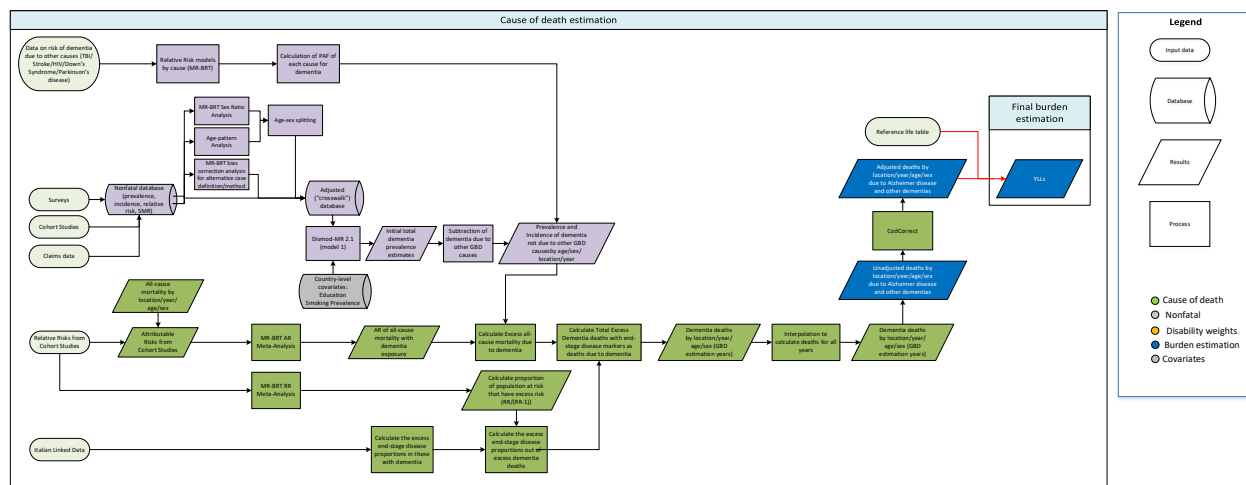 Cause of death estimation
Data on risk of dementia
due to other causes (TBI/
Stroke/HIV/Down's
Syndrome/Parkinson's
disease)
Relative Risk models
by cause (MR-BRT)
Calculation of PAF of
each cause for
dementia
MR-BRT Sex Ratio
Analysis
Age-pattern
Analysis
MR-BRT bias
correction analysis
for alternative case
definition/method
Age-sex splitting
Surveys
Cohort Studies
Claims data
Nonfatal database
(prevalence,
incidence, relative
risk, SMR)
Adjusted
("crosswalk")
database
Dismod-MR 2.1
(model 1)
Initial total
dementia
prevalence
estimates
Subtraction of
dementia due to
other GBD
causes
Prevalence and
Incidence of dementia
not due to other GBD
causesby age/sex/
location/year
Country-level
covariates:
Education
Smoking Prevalence
All-cause
mortality by
location/year/
age/sex
Relative Risks from
Cohort Studies
Attributable
Risks from
Cohort Studies
MR-BRT AR
Meta-Analysis
AR of all-cause
mortality with
dementia
exposure
Calculate Excess all-
cause mortality due
to dementia
Calculate Total Excess
Dementia deaths with end-
stage disease markers as
deaths due to dementia
Dementia deaths
by location/year/
age/sex (GBD
estimation years)
Interpolation to
calculate deaths for all
years
Dementia deaths
by location/year/
age/sex (GBD
estimation years)
MR-BRT RR
Meta-Analysis
Calculate proportion
of population at risk
that have excess risk
(RR/(RR-1))
Italian Linked Data
Calculate the excess
end-stage disease
proportions in those
with dementia
Calculate the excess
end-stage disease
proportions out of
excess dementia
deaths
Unadjusted deaths by
location/year/age/sex
due to Alzheimer disease
and other dementias
CodCorrect
Adjusted deaths by
location/year/age/sex
due to Alzheimer disease
and other dementias
Reference life table
Final burden
estimation
YLLs
Legend
Input data
Database
Results
Process
Cause of death
Nonfatal
Disability weights
Burden estimation
Covariates